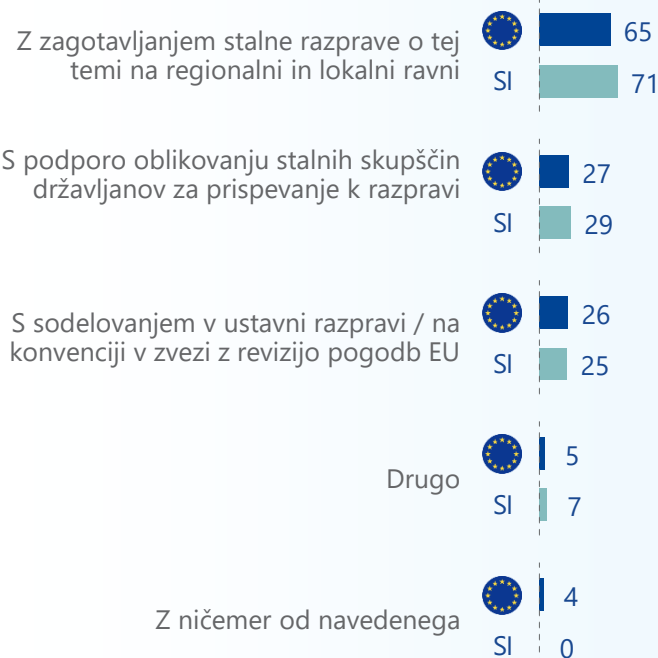 Z zagotavljanjem stalne razprave o tej
temi na regionalni in lokalni ravni
65
SI
71
S podporo oblikovanju stalnih skupščin
državljanov za prispevanje k razpravi
27
SI
29
S sodelovanjem v ustavni razpravi / na
konvenciji v zvezi z revizijo pogodb EU
26
SI
25
Drugo
5
SI
7
Z ničemer od navedenega
4
SI
0